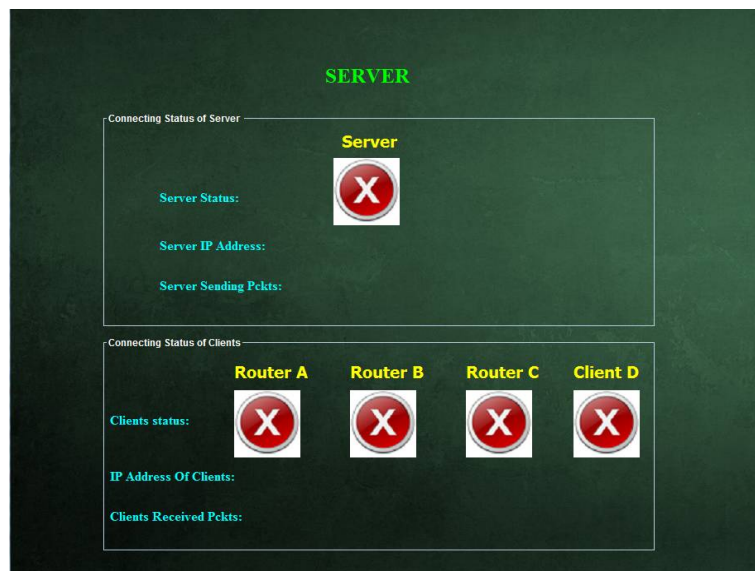 SERVER
Connecting Status of Server
Server
X
Server Status:
Server IP Address:
Server Sending Pckts:
Connecting Status of Clients
Router A Router B Router C Client D
Clients status: X X X X
IP Address Of Clients:
Clients Received Pckts: